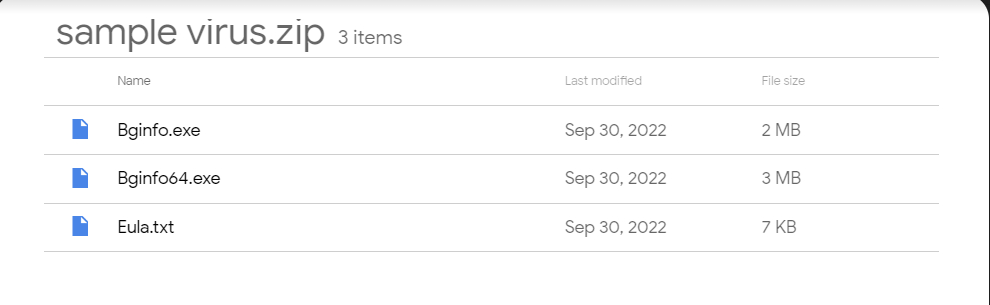 sample virus.zip 3 items
Name Last modified File size
Bginfo.exe Sep 30, 2022 2 MB
Bginfo64.exe Sep 30, 2022 3 MB
Eula.txt Sep 30, 2022 7 KB